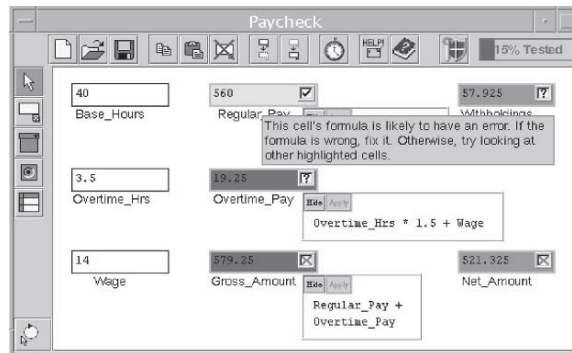 Paycheck
HELP!
15% Tested
40
560
57.925
?
Base_Hours
Regular_Pay
Withholdings
This cell's formula is likely to have an error. If the
formula is wrong, fix it. Otherwise, try looking at
other highlighted cells.
3.5
19.25
?
Overtime_Hrs
Overtime_Pay
Hide Apply
Overtime_Hrs * 1.5 + Wage
14
579.25
521.325
Wage
Gross_Amount
Hide Apply
Net_Amount
Regular_Pay +
Overtime_Pay